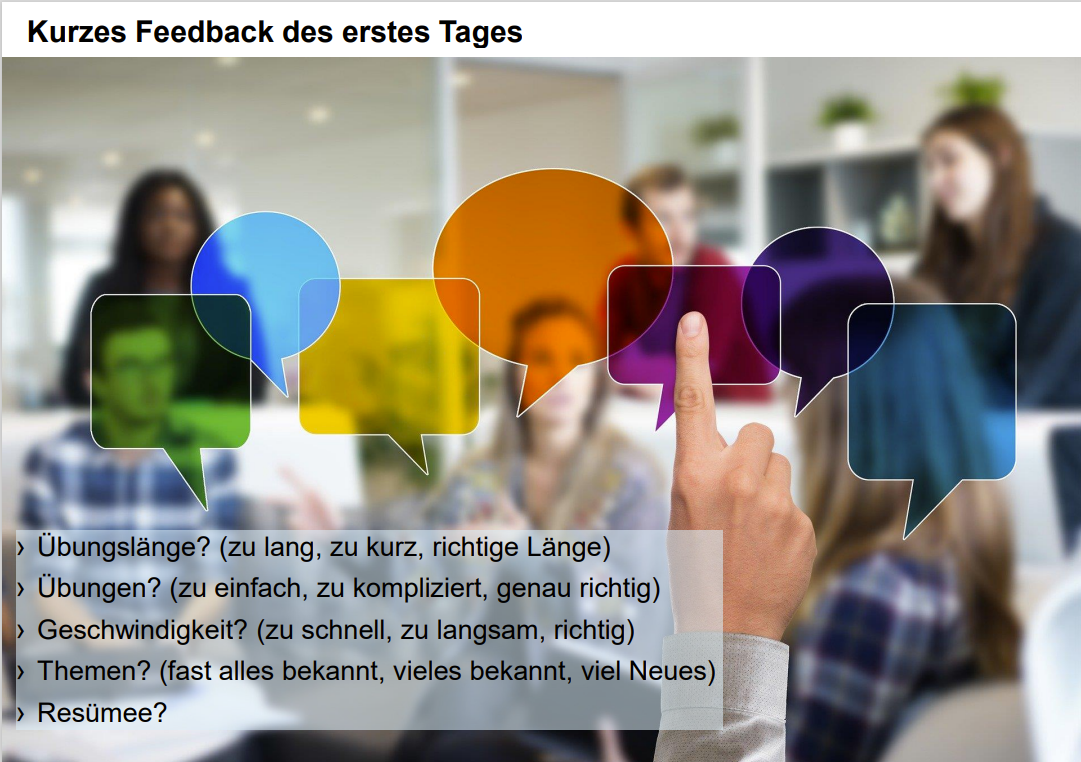 Kurzes Feedback des erstes Tages
› Übungslänge? (zu lang, zu kurz, richtige Länge)
› Übungen? (zu einfach, zu kompliziert, genau richtig)
› Geschwindigkeit? (zu schnell, zu langsam, richtig)
› Themen? (fast alles bekannt, vieles bekannt, viel Neues)
› Resümee?